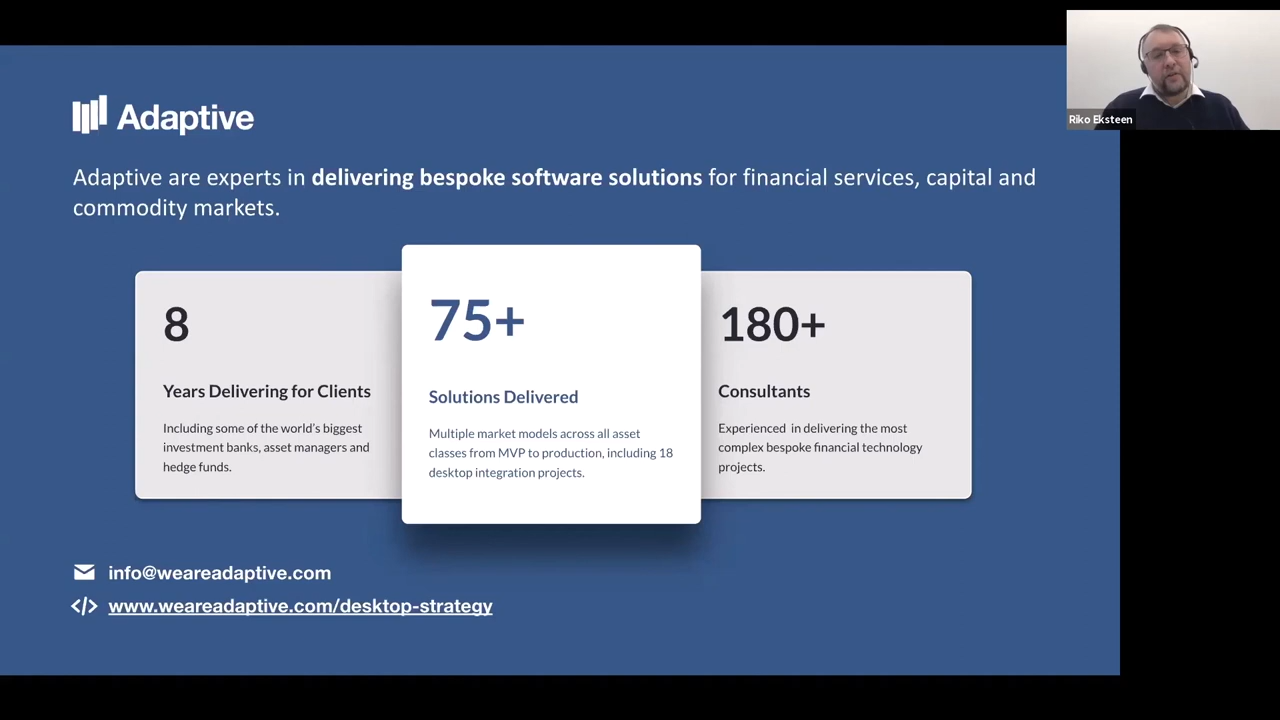 Riko Eksteen
Adaptive
Adaptive are experts in delivering bespoke software solutions for financial services, capital and
commodity markets.
8
Years Delivering for Clients
Including some of the world's biggest
investment banks, asset managers and
hedge funds.
75+
Solutions Delivered
Multiple market models across all asset
classes from MVP to production, including 18
desktop integration projects.
180+
Consultants
Experienced in delivering the most
complex bespoke financial technology
projects.
info@weareadaptive.com
</> www.weareadaptive.com/desktop-strategy